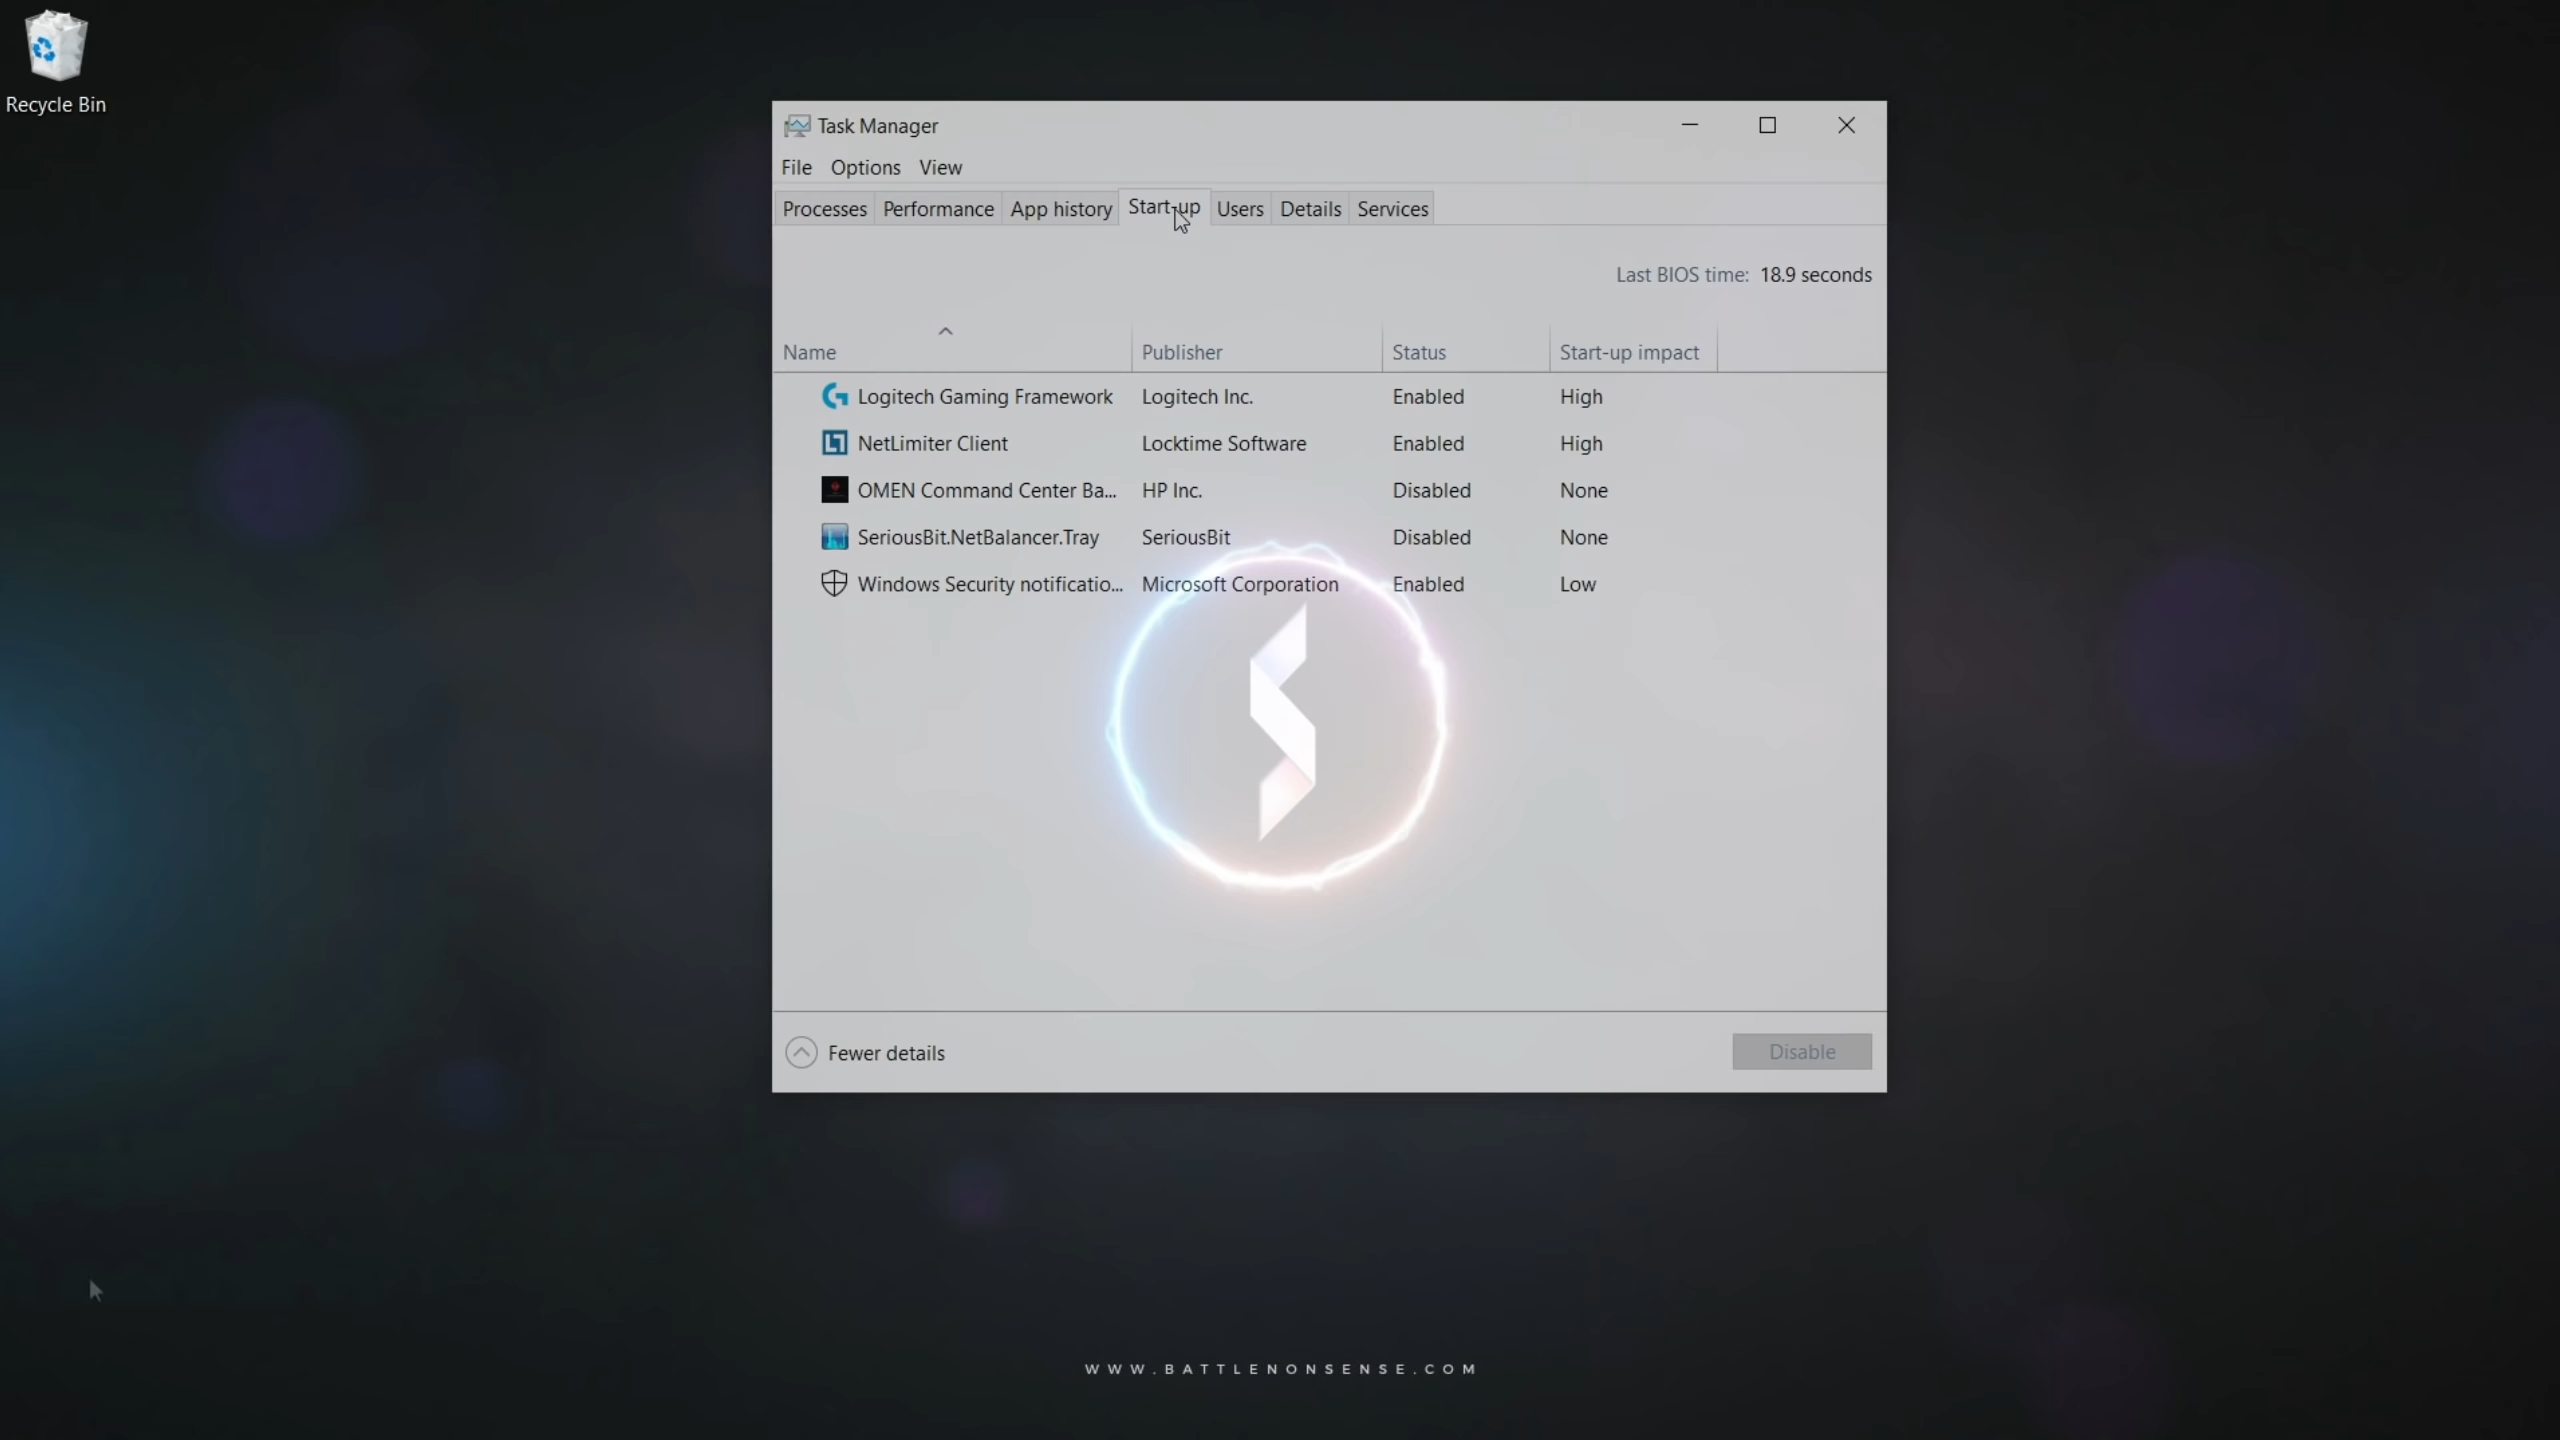 Recycle Bin
Task Manager
File Options View
Processes Performance App history Start-up Users Details Services
Last BIOS time: 18.9 seconds
Name Publisher Status Start-up impact
Logitech Gaming Framework Logitech Inc. Enabled High
NetLimiter Client Locktime Software Enabled High
OMEN Command Center Ba... HP Inc. Disabled None
SeriousBit.NetBalancer.Tray SeriousBit Disabled None
Windows Security notificatio... Microsoft Corporation Enabled Low
Fewer details Disable
WWW.BATTLENONSENSE.COM